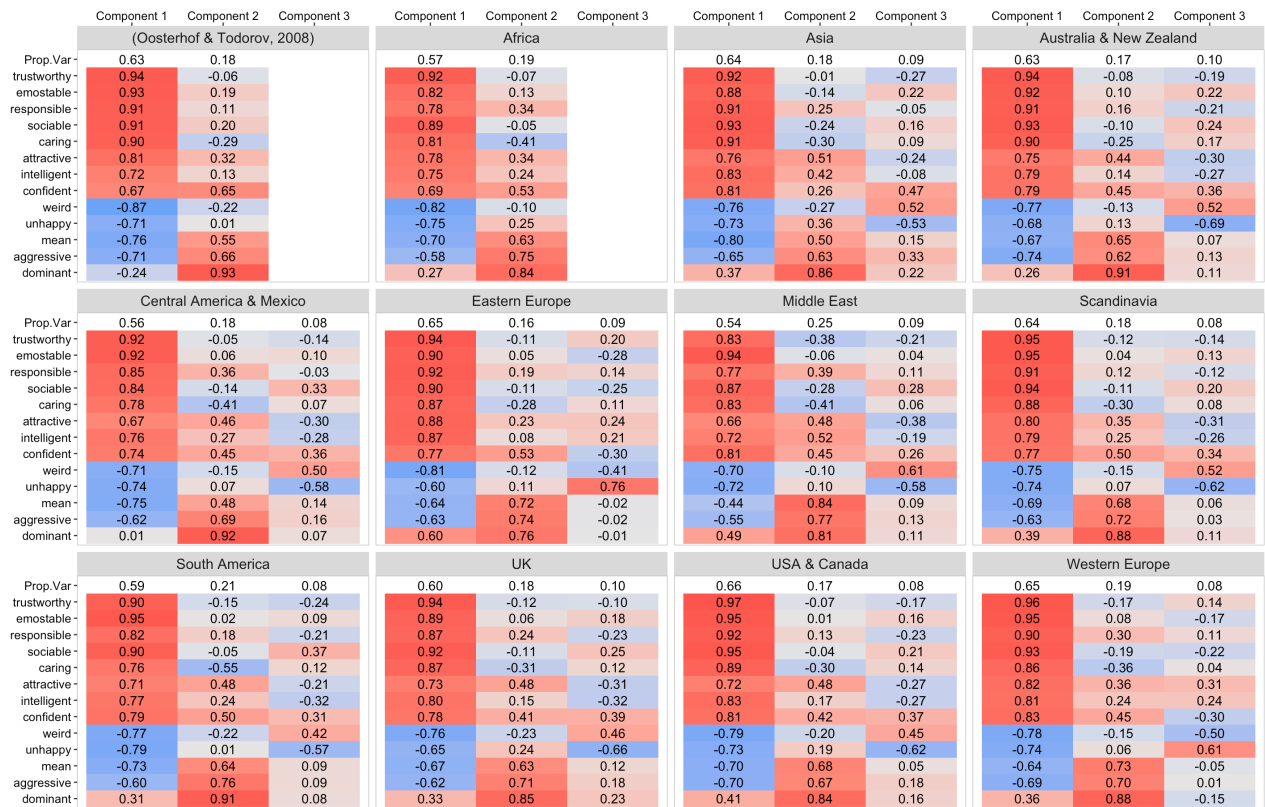 Component 1 Component 2 Component 3 Component 1 Component 2 Component 3 Component 1 Component 2 Component 3 Component 1 Component 2 Component 3
(Oosterhof & Todorov, 2008) Africa Asia Australia & New Zealand
Prop.Var 0.63 0.18 0.57 0.19 0.64 0.18 0.09 0.63 0.17 0.10
trustworthy 0.94 -0.06 0.92 -0.07 0.92 -0.01 -0.27 0.94 -0.08 -0.19
emostable 0.93 0.19 0.82 0.13 0.88 -0.14 0.22 0.92 0.10 0.22
responsible 0.91 0.11 0.78 0.34 0.91 0.25 -0.05 0.91 0.16 -0.21
sociable 0.91 0.20 0.89 -0.05 0.93 -0.24 0.16 0.93 -0.10 0.24
caring 0.90 -0.29 0.81 -0.41 0.91 -0.30 0.09 0.90 -0.25 0.17
attractive 0.81 0.32 0.78 0.34 0.76 0.51 -0.24 0.75 0.44 -0.30
intelligent 0.72 0.13 0.75 0.24 0.83 0.42 -0.08 0.79 0.14 -0.27
confident 0.67 0.65 0.69 0.53 0.81 0.26 0.47 0.79 0.45 0.36
weird -0.87 -0.22 -0.82 -0.10 -0.76 -0.27 0.52 -0.77 -0.13 0.52
unhappy -0.71 0.01 -0.75 0.25 -0.73 0.36 -0.53 -0.68 0.13 -0.69
mean -0.76 0.55 -0.70 0.63 -0.80 0.50 0.15 -0.67 0.65 0.07
aggressive -0.71 0.66 -0.58 0.75 -0.65 0.63 0.33 -0.74 0.62 0.13
dominant -0.24 0.93 0.27 0.84 0.37 0.86 0.22 0.26 0.91 0.11
Central America & Mexico Eastern Europe Middle East Scandinavia
Prop.Var 0.56 0.18 0.08 0.65 0.16 0.09 0.54 0.25 0.09 0.64 0.18 0.08
trustworthy 0.92 -0.05 -0.14 0.94 -0.11 0.20 0.83 -0.38 -0.21 0.95 -0.12 -0.14
emostable 0.92 0.06 0.10 0.90 0.05 -0.28 0.94 -0.06 0.04 0.95 0.04 0.13
responsible 0.85 0.36 -0.03 0.92 0.19 0.14 0.77 0.39 0.11 0.91 0.12 -0.12
sociable 0.84 -0.14 0.33 0.90 -0.11 -0.25 0.87 -0.28 0.28 0.94 -0.11 0.20
caring 0.78 -0.41 0.07 0.87 -0.28 0.11 0.83 -0.41 0.06 0.88 -0.30 0.08
attractive 0.67 0.46 -0.30 0.88 0.23 0.24 0.66 0.48 -0.38 0.80 0.35 -0.31
intelligent 0.76 0.27 -0.28 0.87 0.08 0.21 0.72 0.52 -0.19 0.79 0.25 -0.26
confident 0.74 0.45 0.36 0.77 0.53 -0.30 0.81 0.45 0.26 0.77 0.50 0.34
weird -0.71 -0.15 0.50 -0.81 -0.12 -0.41 -0.70 -0.10 0.61 -0.75 -0.15 0.52
unhappy -0.74 0.07 -0.58 -0.60 0.11 0.76 -0.72 0.10 -0.58 -0.74 0.07 -0.62
mean -0.75 0.48 0.14 -0.64 0.72 -0.02 -0.44 0.84 0.09 -0.69 0.68 0.06
aggressive -0.62 0.69 0.16 -0.63 0.74 -0.02 -0.55 0.77 0.13 -0.63 0.72 0.03
dominant 0.01 0.92 0.07 0.60 0.76 -0.01 0.49 0.81 0.11 0.39 0.88 0.11
South America UK USA & Canada Western Europe
Prop.Var 0.59 0.21 0.08 0.60 0.18 0.10 0.66 0.17 0.08 0.65 0.19 0.08
trustworthy 0.90 -0.15 -0.24 0.94 -0.12 -0.10 0.97 -0.07 -0.17 0.96 -0.17 0.14
emostable 0.95 0.02 0.09 0.89 0.06 0.18 0.95 0.01 0.16 0.95 0.08 -0.17
responsible 0.82 0.18 -0.21 0.87 0.24 -0.23 0.92 0.13 -0.23 0.90 0.30 0.11
sociable 0.90 -0.05 0.37 0.92 -0.11 0.25 0.95 -0.04 0.21 0.93 -0.19 -0.22
caring 0.76 -0.55 0.12 0.87 -0.31 0.12 0.89 -0.30 0.14 0.86 -0.36 0.04
attractive 0.71 0.48 -0.21 0.73 0.48 -0.31 0.72 0.48 -0.27 0.82 0.36 0.31
intelligent 0.77 0.24 -0.32 0.80 0.15 -0.32 0.83 0.17 -0.27 0.81 0.24 0.24
confident 0.79 0.50 0.31 0.78 0.41 0.39 0.81 0.42 0.37 0.83 0.45 -0.30
weird -0.77 -0.22 0.42 -0.76 -0.23 0.46 -0.79 -0.20 0.45 -0.78 -0.15 -0.50
unhappy -0.79 0.01 -0.57 -0.65 0.24 -0.66 -0.73 0.19 -0.62 -0.74 0.06 0.61
mean -0.73 0.64 0.09 -0.67 0.63 0.12 -0.70 0.68 0.05 -0.64 0.73 -0.05
aggressive -0.60 0.76 0.09 -0.62 0.71 0.18 -0.70 0.67 0.18 -0.69 0.70 0.01
dominant 0.31 0.91 0.08 0.33 0.85 0.23 0.41 0.84 0.16 0.36 0.88 -0.15